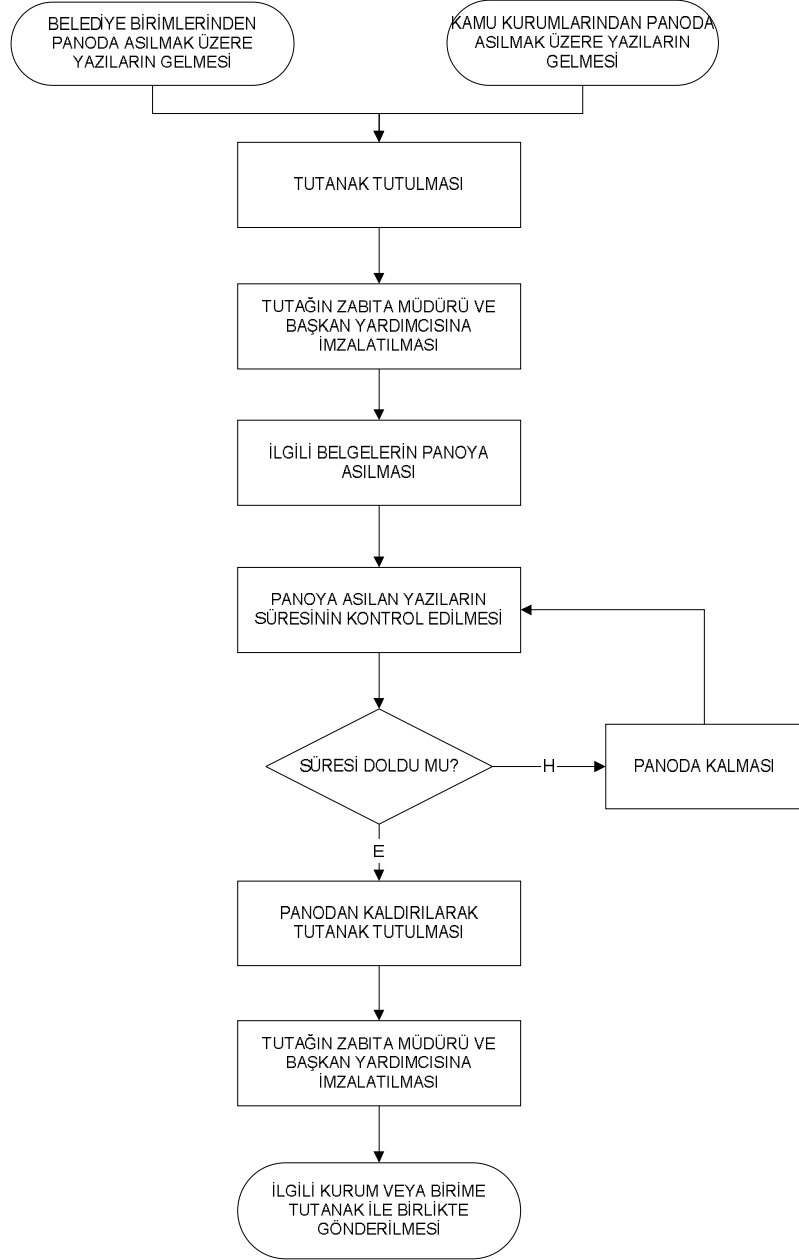 BELEDİYE BİRİMLERİNDEN
PANODA ASILMAK ÜZERE
YAZILARIN GELMESİ
KAMU KURUMLARINDAN PANODA
ASILMAK ÜZERE YAZILARIN
GELMESİ
TUTANAK TUTULMASI
TUTAĞIN ZABITA MÜDÜRÜ VE
BAŞKAN YARDIMCISINA
İMZALATILMASI
İLGİLİ BELGELERİN PANOYA
ASILMASI
PANOYA ASILAN YAZILARIN
SÜRESİNİN KONTROL EDİLMESİ
SÜRESİ DOLDU MU?
H
PANODA KALMASI
E
PANODAN KALDIRILARAK
TUTANAK TUTULMASI
TUTAĞIN ZABITA MÜDÜRÜ VE
BAŞKAN YARDIMCISINA
İMZALATILMASI
İLGİLİ KURUM VEYA BİRİME
TUTANAK İLE BİRLİKTE
GÖNDERİLMESİ